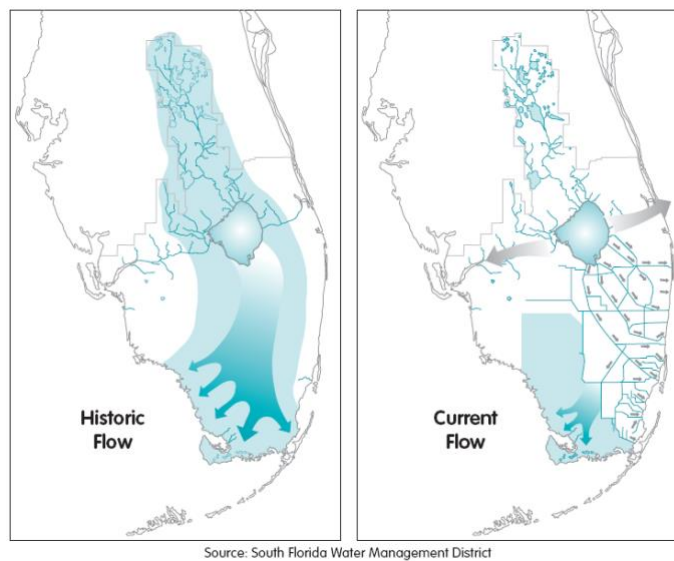 Historic
Flow
Current
Flow
Source: South Florida Water Management District